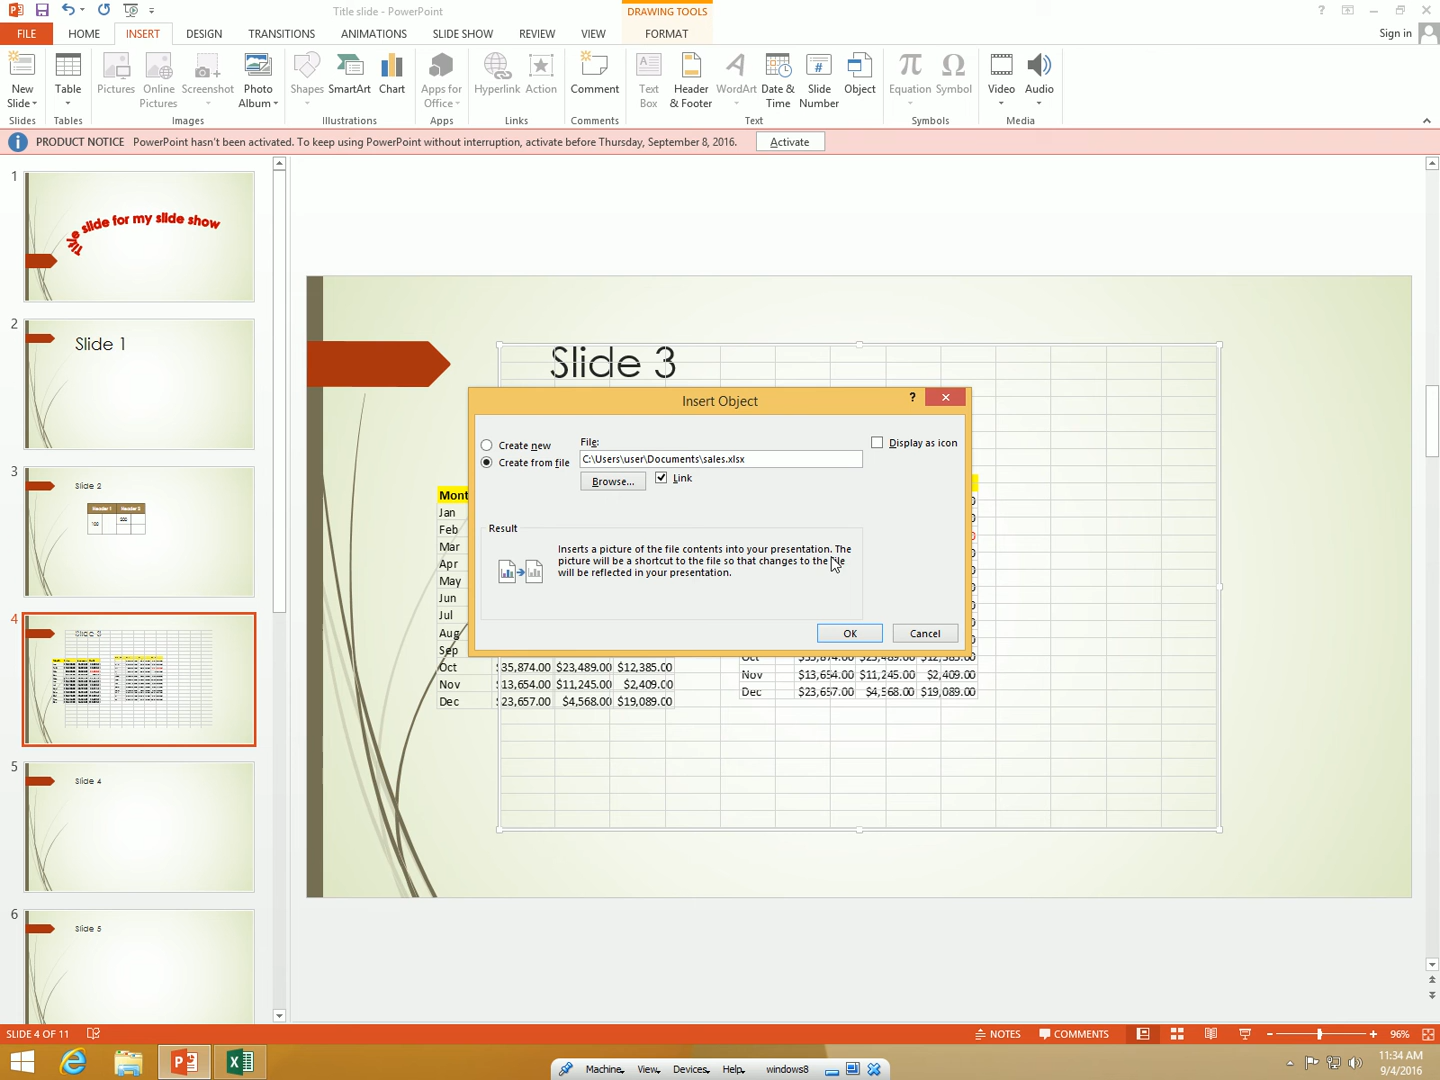 Title slide - PowerPoint
DRAWING TOOLS
FILE
HOME
INSERT
DESIGN
TRANSITIONS
ANIMATIONS
SLIDE SHOW
REVIEW
VIEW
FORMAT
Sign in
New Slide
Table
Pictures
Online Pictures
Screenshot
Photo Album
Shapes
SmartArt
Chart
Apps for Office
Hyperlink
Action
Comment
Text Box
Header & Footer
WordArt
Date & Time
Slide Number
Object
Equation
Symbol
Video
Audio
Slides
Tables
Images
Illustrations
Apps
Links
Comments
Text
Symbols
Media
PRODUCT NOTICE PowerPoint hasn't been activated. To keep using PowerPoint without interruption, activate before Thursday, September 8, 2016.
Activate
1
Title slide for my slide show
2
Slide 1
3
Slide 2
Header 1 Header 2
100
200
4
Slide 3
5
Slide 4
6
Slide 5
Slide 3
Insert Object
?
Create new
Create from file
File:
C:\Users\user\Documents\sales.xlsx
Browse...
Link
Display as icon
Result
Inserts a picture of the file contents into your presentation. The
picture will be a shortcut to the file so that changes to the file
will be reflected in your presentation.
OK
Cancel
Jan
Feb
Mar
Apr
May
Jun
Jul
Aug
Sep
Oct $35,874.00 $23,489.00 $12,385.00
Nov $13,654.00 $11,245.00 $2,409.00
Dec $23,657.00 $4,568.00 $19,089.00
Nov $13,654.00 $11,245.00 $2,409.00
Dec $23,657.00 $4,568.00 $19,089.00
SLIDE 4 OF 11
NOTES
COMMENTS
96%
Machine
View
Devices
Help
windows8
11:34 AM
9/4/2016